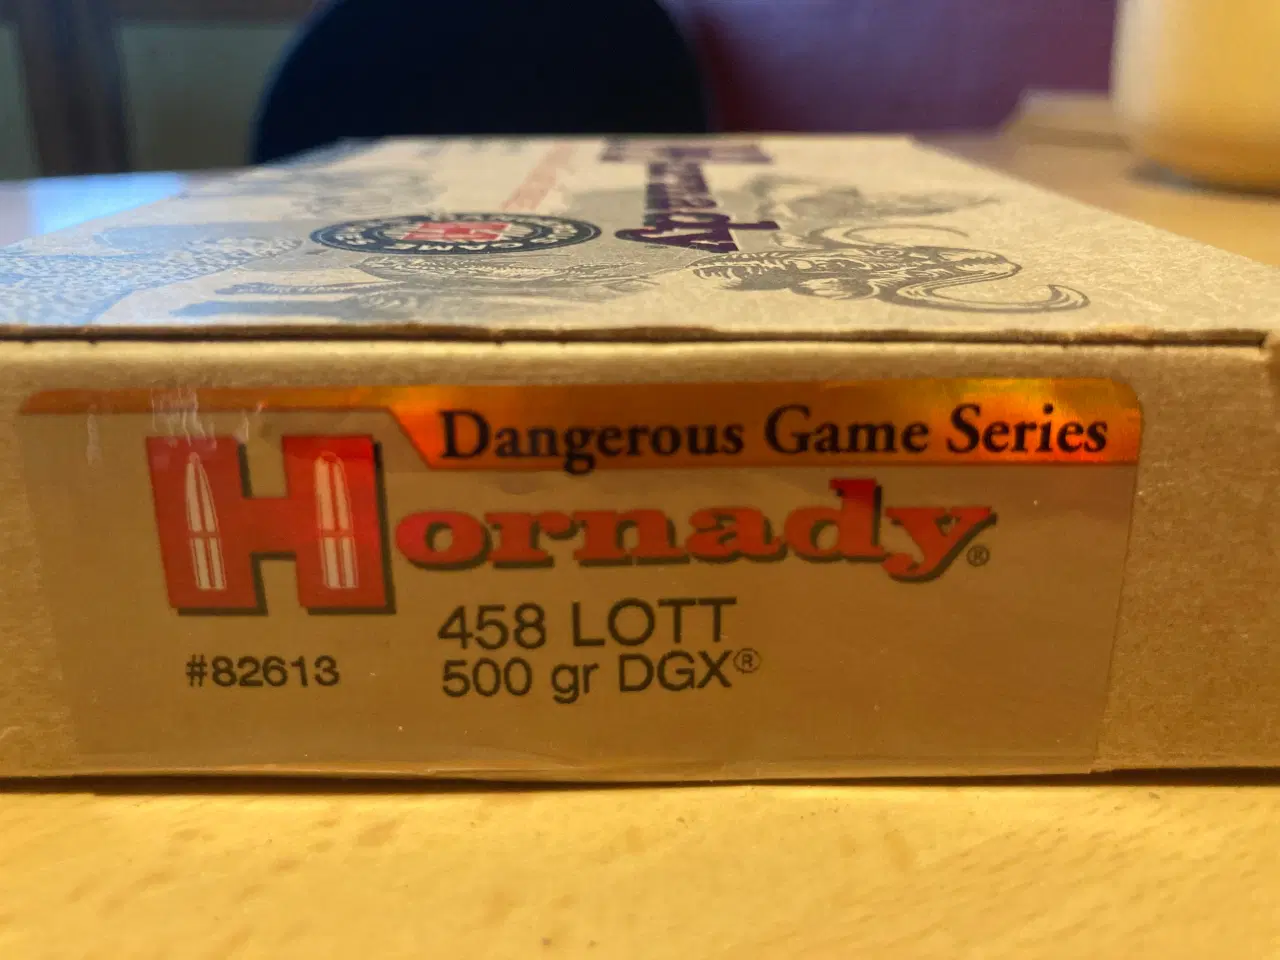 Dangerous Game Series
Hornady®
458 LOTT
#82613
500 gr DGX®